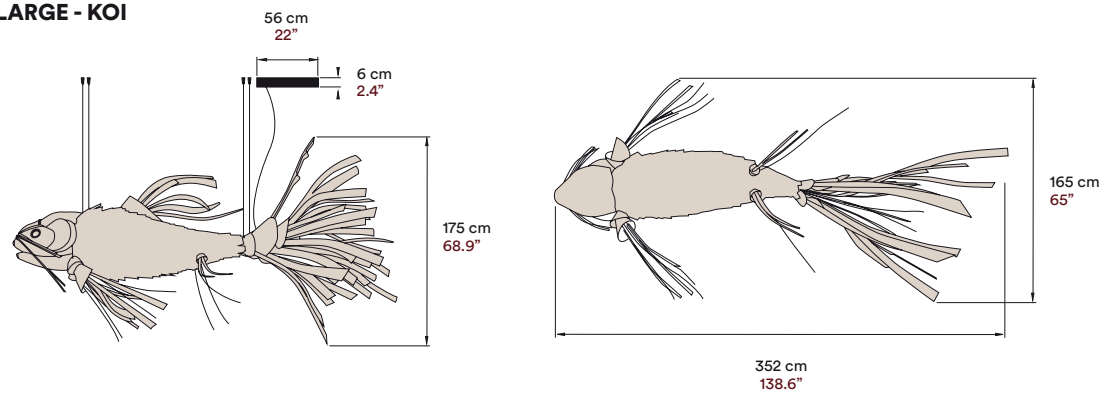 LARGE - KOI
56 cm
22”
6 cm
2.4”
175 cm
68.9”
165 cm
65”
352 cm
138.6”